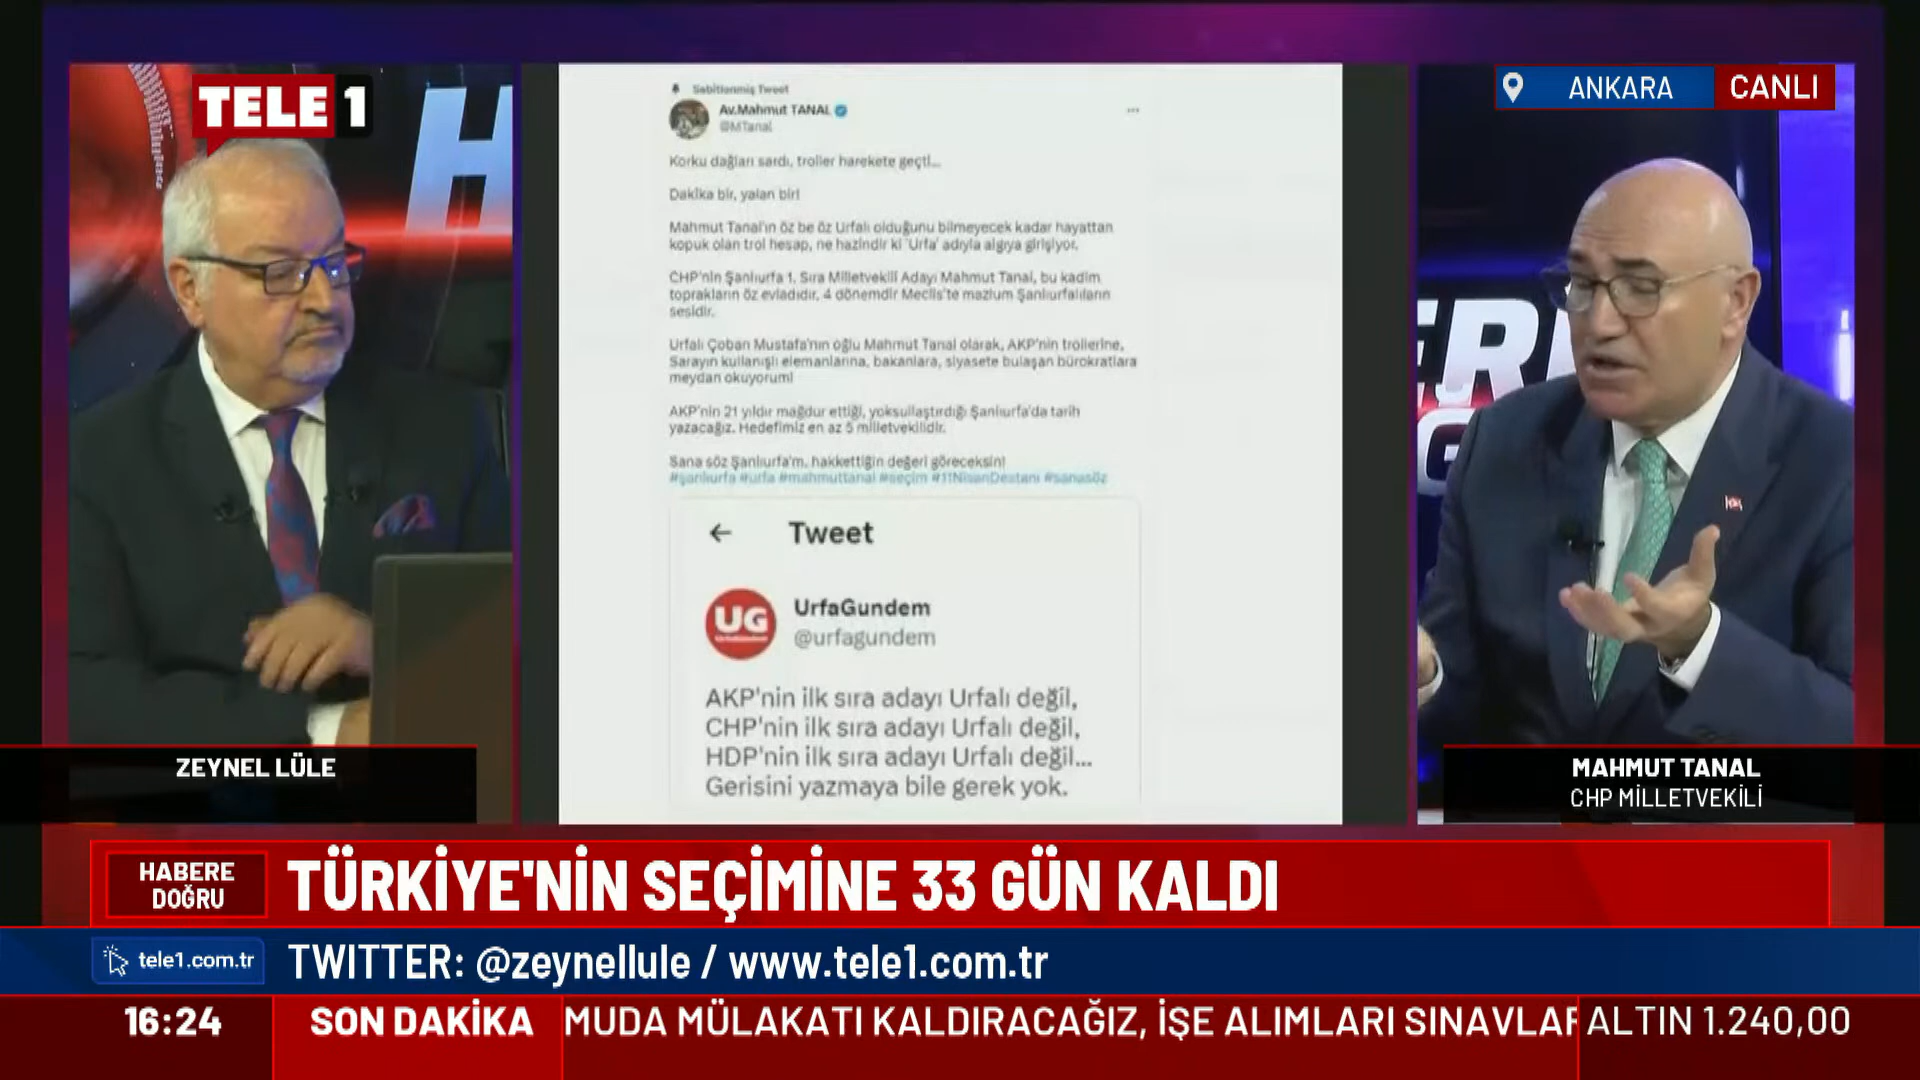 TELE 1
ANKARA
CANLI
Sabitlenmiş Tweet
Av.Mahmut TANAL
@MTanal
Korku dağları sardı, troller harekete geçti...
Dakika bir, yalan bir!
Mahmut Tanal'ın öz be öz Urfalı olduğunu bilmeyecek kadar hayattan
kopuk olan trol hesap, ne hazindir ki 'Urfa' adıyla algıya girişiyor.
CHP'nin Şanlıurfa 1. Sıra Milletvekili Adayı Mahmut Tanal, bu kadim
toprakların öz evladıdır, 4 dönemdir Meclis'te mazlum Şanlıurfalıların
sesidir.
Urfalı Çoban Mustafa'nın oğlu Mahmut Tanal olarak, AKP'nin trollerine,
Sarayın kullanışlı elemanlarına, bakanlara, siyasete bulaşan bürokratlara
meydan okuyorum!
AKP'nin 21 yıldır mağdur ettiği, yoksullaştırdığı Şanlıurfa'da tarih
yazacağız. Hedefimiz en az 5 milletvekilidir.
Sana söz Şanlıurfa'm, hakkettiğin değeri göreceksin!
#şanlıurfa #urfa #mahmuttanal #seçim #11NisanDestanı #sanasöz
Tweet
UG
UrfaGundem
@urfagundem
AKP'nin ilk sıra adayı Urfalı değil,
CHP'nin ilk sıra adayı Urfalı değil,
HDP'nin ilk sıra adayı Urfalı değil...
Gerisini yazmaya bile gerek yok.
ZEYNEL LÜLE
MAHMUT TANAL
CHP MİLLETVEKİLİ
HABERE
DOĞRU
TÜRKİYE'NİN SEÇİMİNE 33 GÜN KALDI
tele1.com.tr
TWITTER: @zeynellule / www.tele1.com.tr
16:24
SON DAKİKA
MUDA MÜLAKATI KALDIRACAĞIZ, İŞE ALIMLARI SINAVLAR
ALTIN 1.240,00